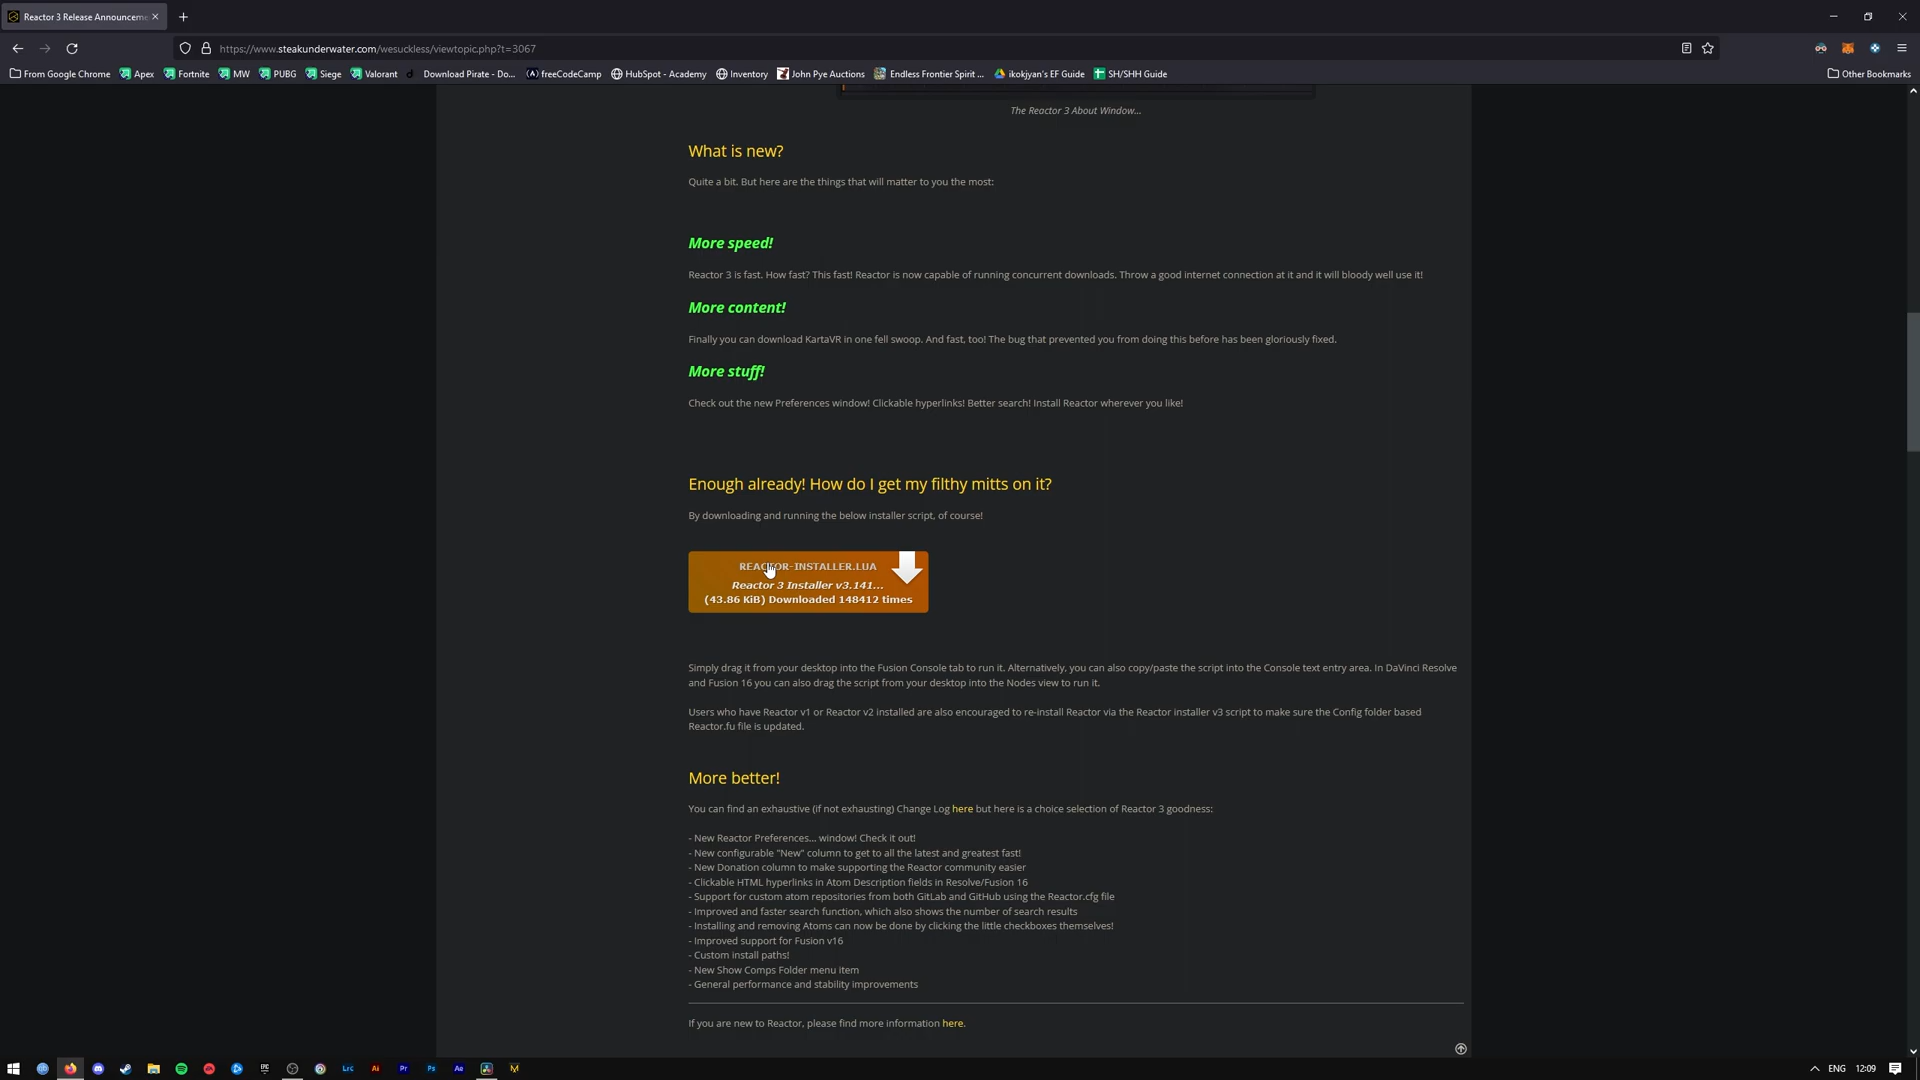 Reactor 3 Release Announceme
https://www.steakunderwater.com/wesuckless/viewtopic.php?t=3067
From Google Chrome
Apex
Fortnite
MW
PUBG
Siege
Valorant
Download Pirate - Do...
freeCodeCamp
HubSpot - Academy
Inventory
John Pye Auctions
Endless Frontier Spirit ...
ikokjyan's EF Guide
SH/SHH Guide
Other Bookmarks
The Reactor 3 About Window...
What is new?
Quite a bit. But here are the things that will matter to you the most:
More speed!
Reactor 3 is fast. How fast? This fast! Reactor is now capable of running concurrent downloads. Throw a good internet connection at it and it will bloody well use it!
More content!
Finally you can download KartaVR in one fell swoop. And fast, too! The bug that prevented you from doing this before has been gloriously fixed.
More stuff!
Check out the new Preferences window! Clickable hyperlinks! Better search! Install Reactor wherever you like!
Enough already! How do I get my filthy mitts on it?
By downloading and running the below installer script, of course!
REACTOR-INSTALLER.LUA
Reactor 3 Installer v3.141...
(43.86 KiB) Downloaded 148412 times
Simply drag it from your desktop into the Fusion Console tab to run it. Alternatively, you can also copy/paste the script into the Console text entry area. In DaVinci Resolve
and Fusion 16 you can also drag the script from your desktop into the Nodes view to run it.
Users who have Reactor v1 or Reactor v2 installed are also encouraged to re-install Reactor via the Reactor installer v3 script to make sure the Config folder based
Reactor.fu file is updated.
More better!
You can find an exhaustive (if not exhausting) Change Log here but here is a choice selection of Reactor 3 goodness:
- New Reactor Preferences... window! Check it out!
- New configurable "New" column to get to all the latest and greatest fast!
- New Donation column to make supporting the Reactor community easier
- Clickable HTML hyperlinks in Atom Description fields in Resolve/Fusion 16
- Support for custom atom repositories from both GitLab and GitHub using the Reactor.cfg file
- Improved and faster search function, which also shows the number of search results
- Installing and removing Atoms can now be done by clicking the little checkboxes themselves!
- Improved support for Fusion v16
- Custom install paths!
- New Show Comps Folder menu item
- General performance and stability improvements
If you are new to Reactor, please find more information here.
EPIC
Lrc
Ai
Pr
Ps
Ae
ENG
12:09